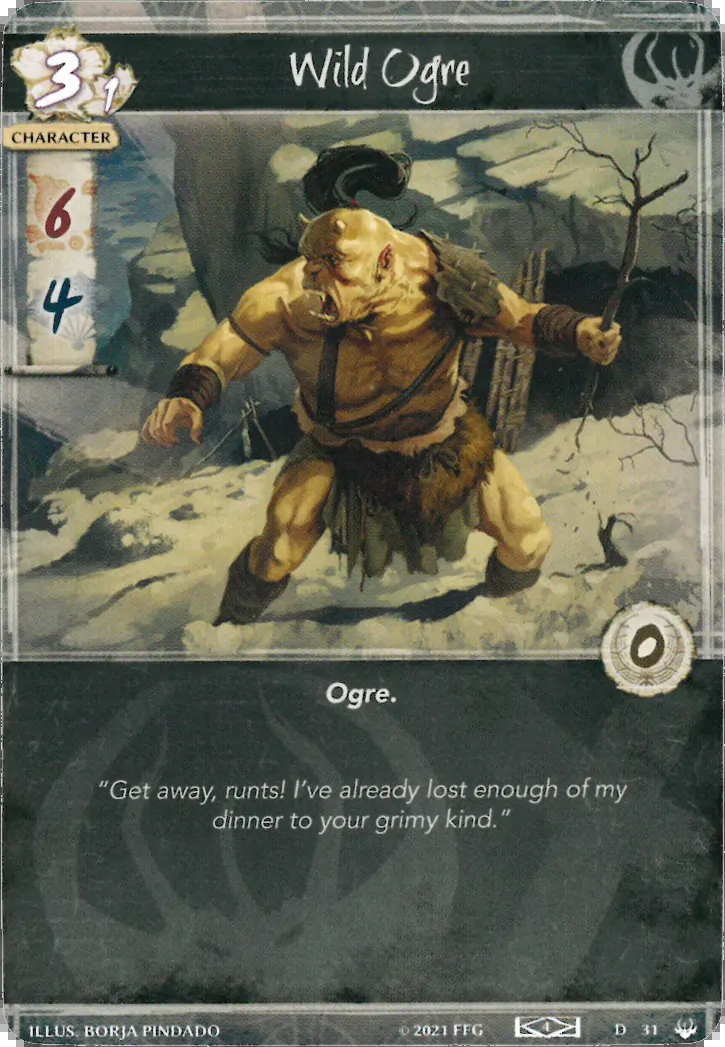 3
1
Wild Ogre
CHARACTER
6
4
0
Ogre.
“Get away, runts! I’ve already lost enough of my
dinner to your grimy kind.”
ILLUS. BORJA PINDADO
© 2021 FFG
1
D 31